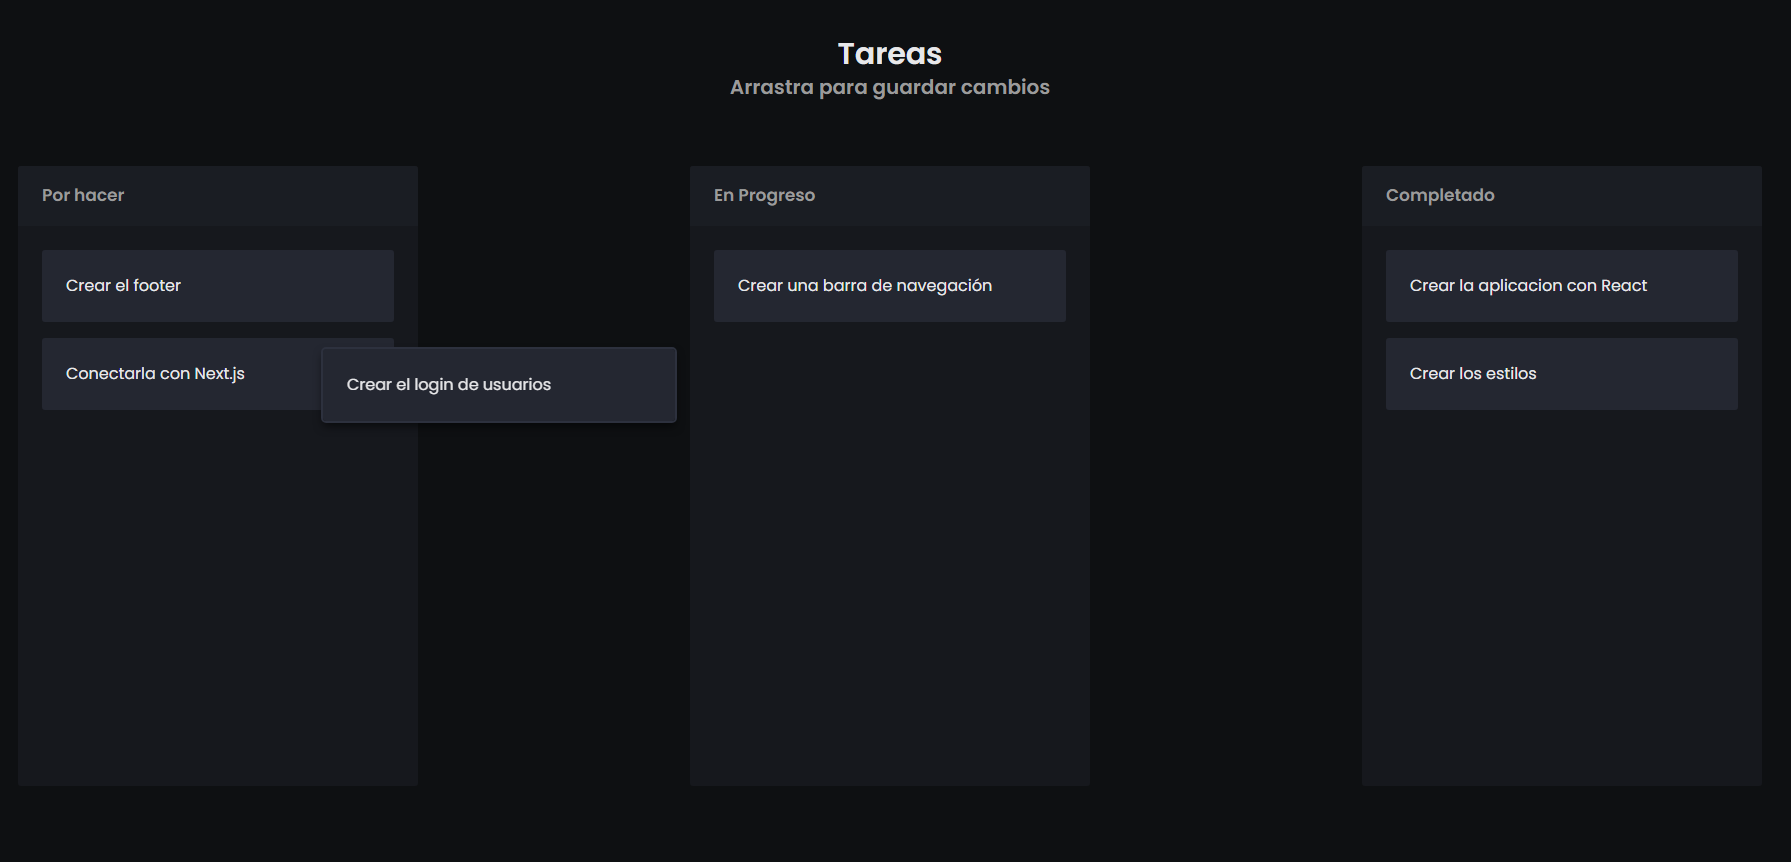 Tareas
Arrastra para guardar cambios
Por hacer
Crear el footer
Conectarla con Next.js
Crear el login de usuarios
En Progreso
Crear una barra de navegación
Completado
Crear la aplicacion con React
Crear los estilos